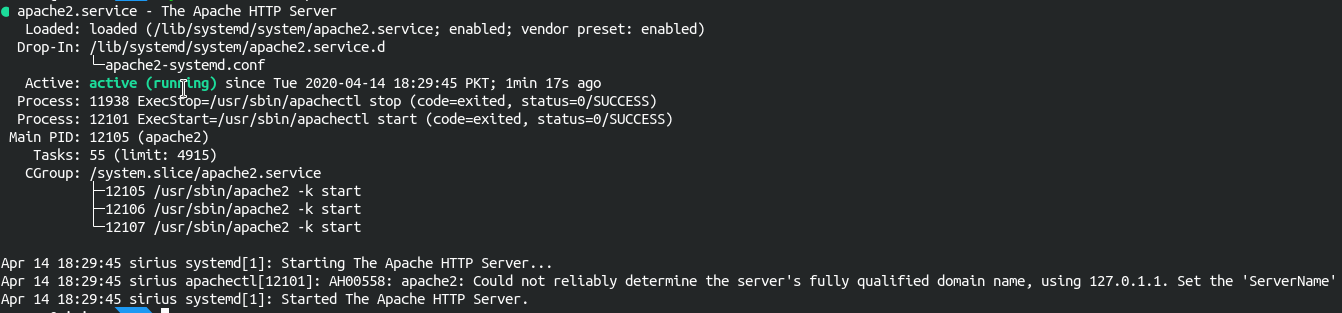 ● apache2.service - The Apache HTTP Server
   Loaded: loaded (/lib/systemd/system/apache2.service; enabled; vendor preset: enabled)
  Drop-In: /lib/systemd/system/apache2.service.d
           └─apache2-systemd.conf
   Active: active (running) since Tue 2020-04-14 18:29:45 PKT; 1min 17s ago
  Process: 11938 ExecStop=/usr/sbin/apachectl stop (code=exited, status=0/SUCCESS)
  Process: 12101 ExecStart=/usr/sbin/apachectl start (code=exited, status=0/SUCCESS)
 Main PID: 12105 (apache2)
    Tasks: 55 (limit: 4915)
   CGroup: /system.slice/apache2.service
           ├─12105 /usr/sbin/apache2 -k start
           ├─12106 /usr/sbin/apache2 -k start
           └─12107 /usr/sbin/apache2 -k start

Apr 14 18:29:45 sirius systemd[1]: Starting The Apache HTTP Server...
Apr 14 18:29:45 sirius apachectl[12101]: AH00558: apache2: Could not reliably determine the server's fully qualified domain name, using 127.0.1.1. Set the 'ServerName'
Apr 14 18:29:45 sirius systemd[1]: Started The Apache HTTP Server.